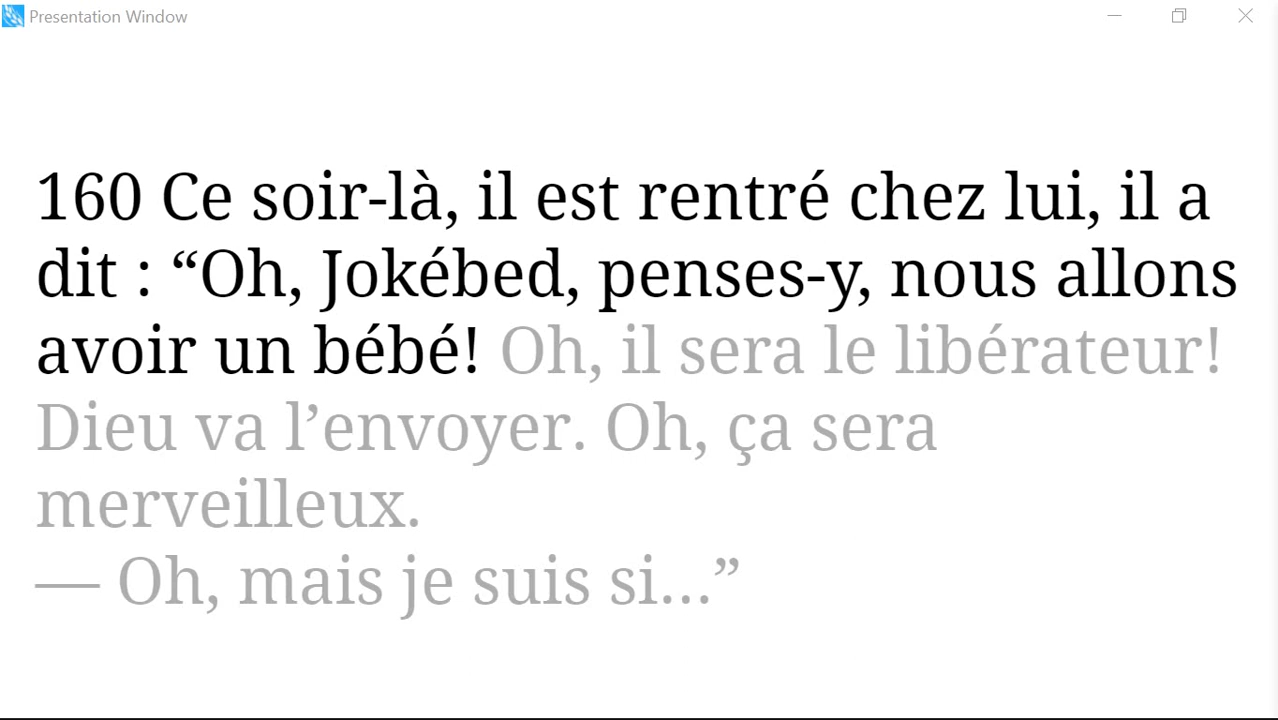 Presentation Window
160 Ce soir-là, il est rentré chez lui, il a
dit : “Oh, Jokébed, penses-y, nous allons
avoir un bébé! Oh, il sera le libérateur!
Dieu va l’envoyer. Oh, ça sera
merveilleux.
— Oh, mais je suis si…”